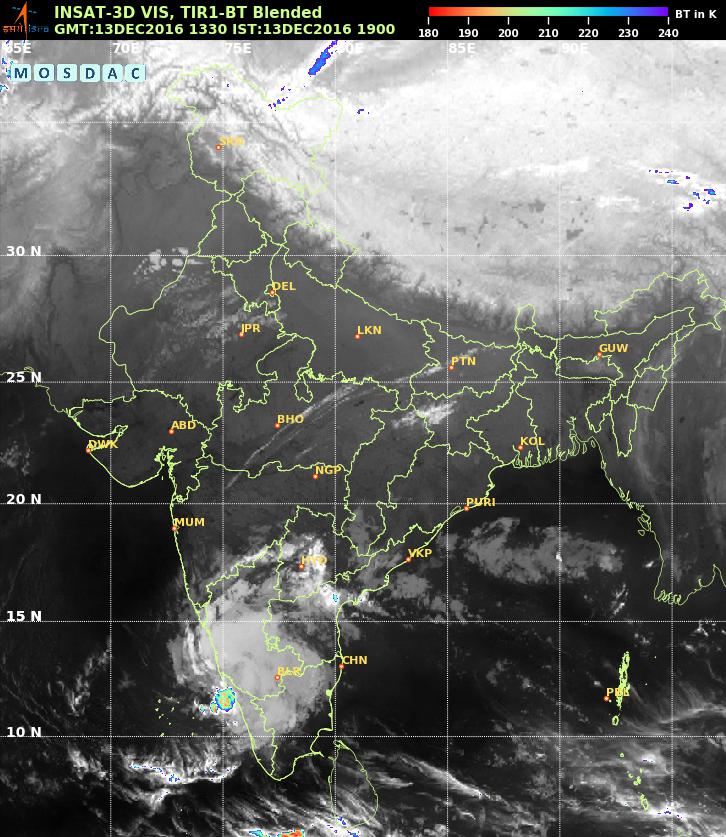 INSAT-3D VIS, TIR1-BT Blended
GMT:13DEC2016 1330 IST:13DEC2016 1900
BT in K
180 190 200 210 220 230 240
65E 70E 75E 80E 85E 90E
MOSDAC
SRN
30 N
DEL
JPR LKN
GUW
PTN
25 N
ABD BHO
DWK KOL
NGP
20 N
PURI
MUM
VKP
HYD
15 N
CHN
BLR
PBL
10 N